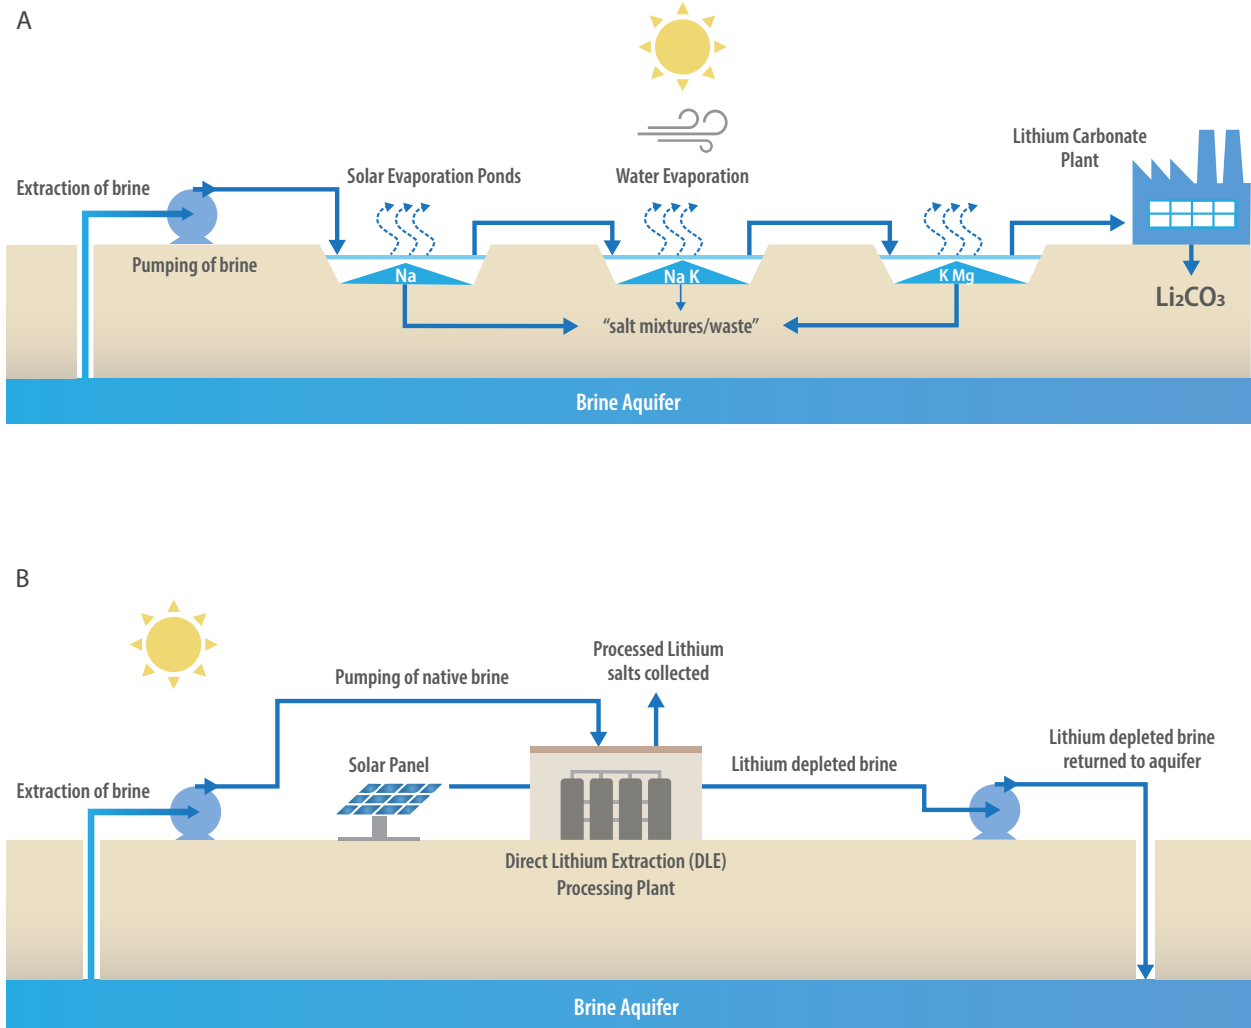 A
Lithium Carbonate
Plant
Extraction of brine
Solar Evaporation Ponds
Water Evaporation
Pumping of brine
Na
Na K
K Mg
Li₂CO₃
“salt mixtures/waste”
Brine Aquifer
B
Processed Lithium
salts collected
Pumping of native brine
Lithium depleted brine
returned to aquifer
Solar Panel
Lithium depleted brine
Extraction of brine
Direct Lithium Extraction (DLE)
Processing Plant
Brine Aquifer